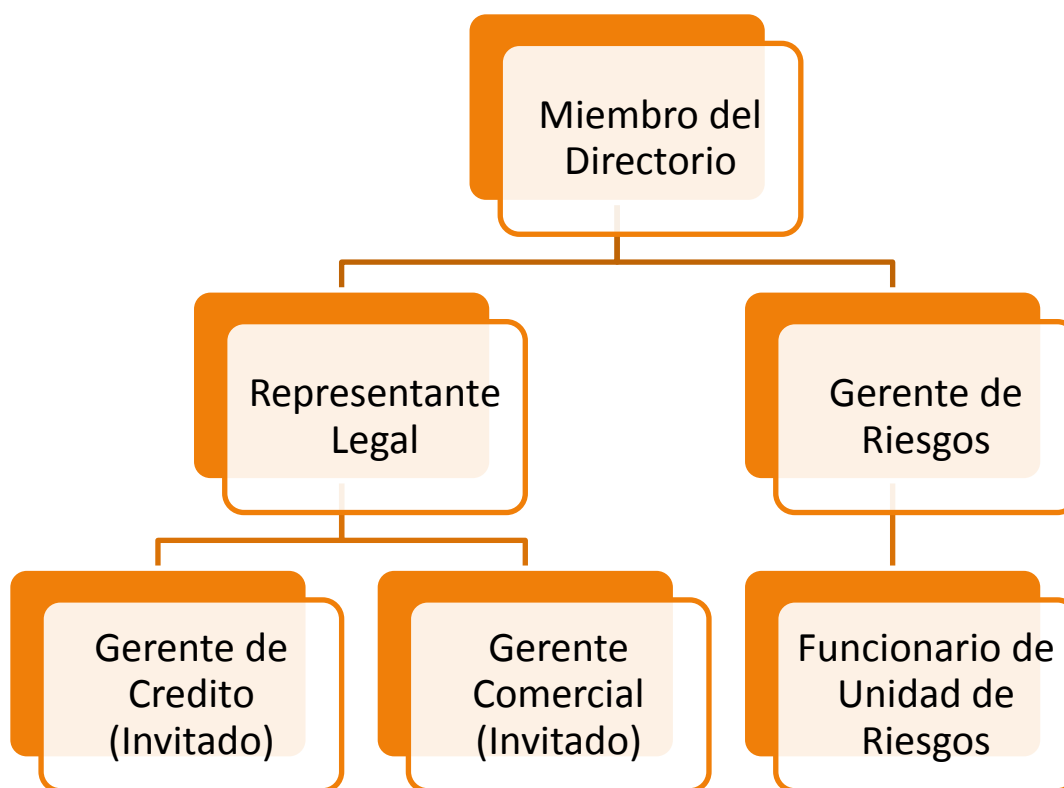 Miembro del
Directorio
Representante
Legal
Gerente de
Riesgos
Gerente de
Credito
(Invitado)
Gerente
Comercial
(Invitado)
Funcionario de
Unidad de
Riesgos